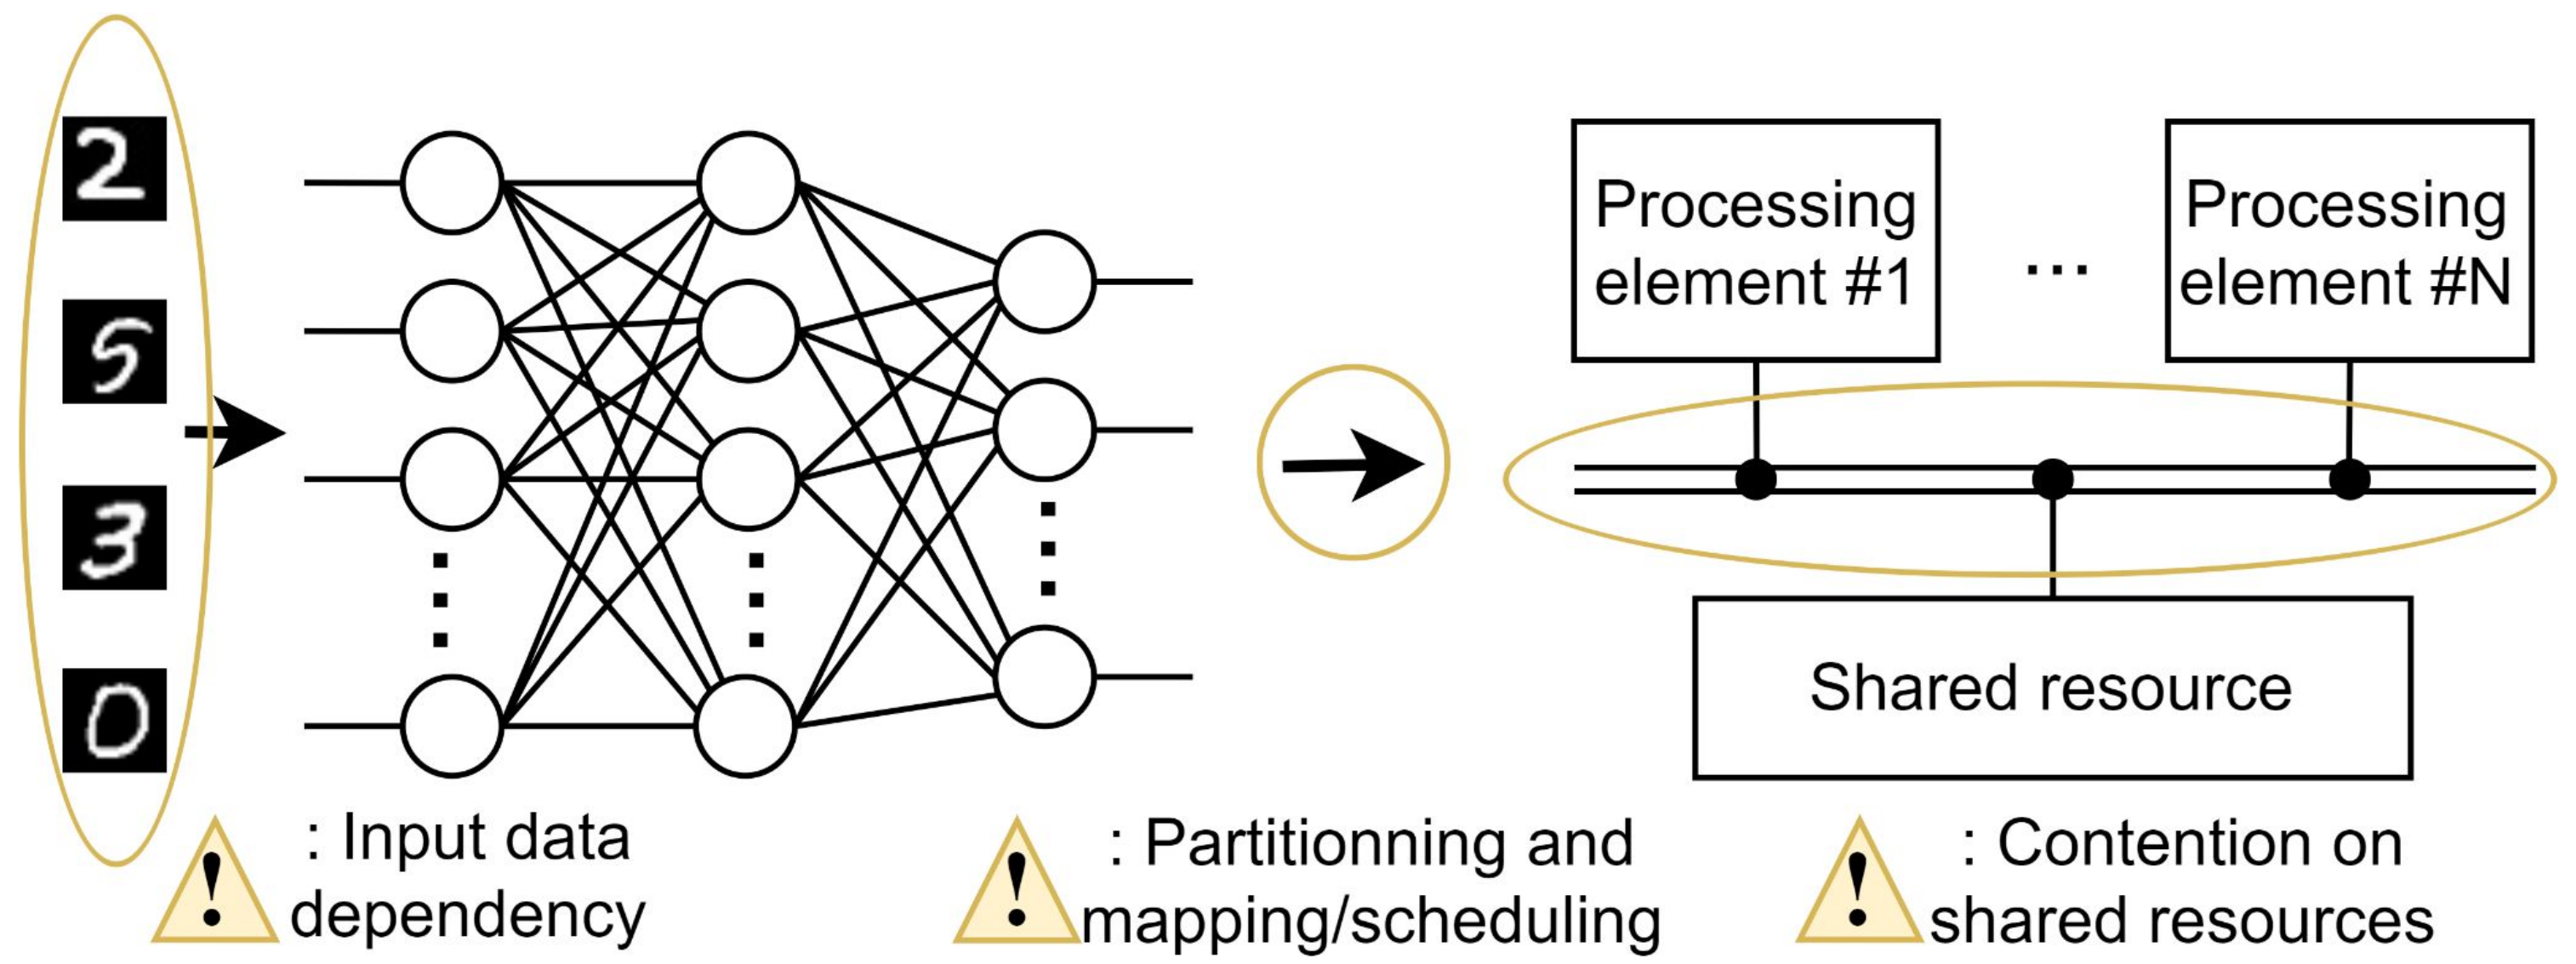 2
5
3
0
Processing
element #1
...
Processing
element #N
Shared resource
! : Input data
dependency
! : Partitionning and
mapping/scheduling
! : Contention on
shared resources